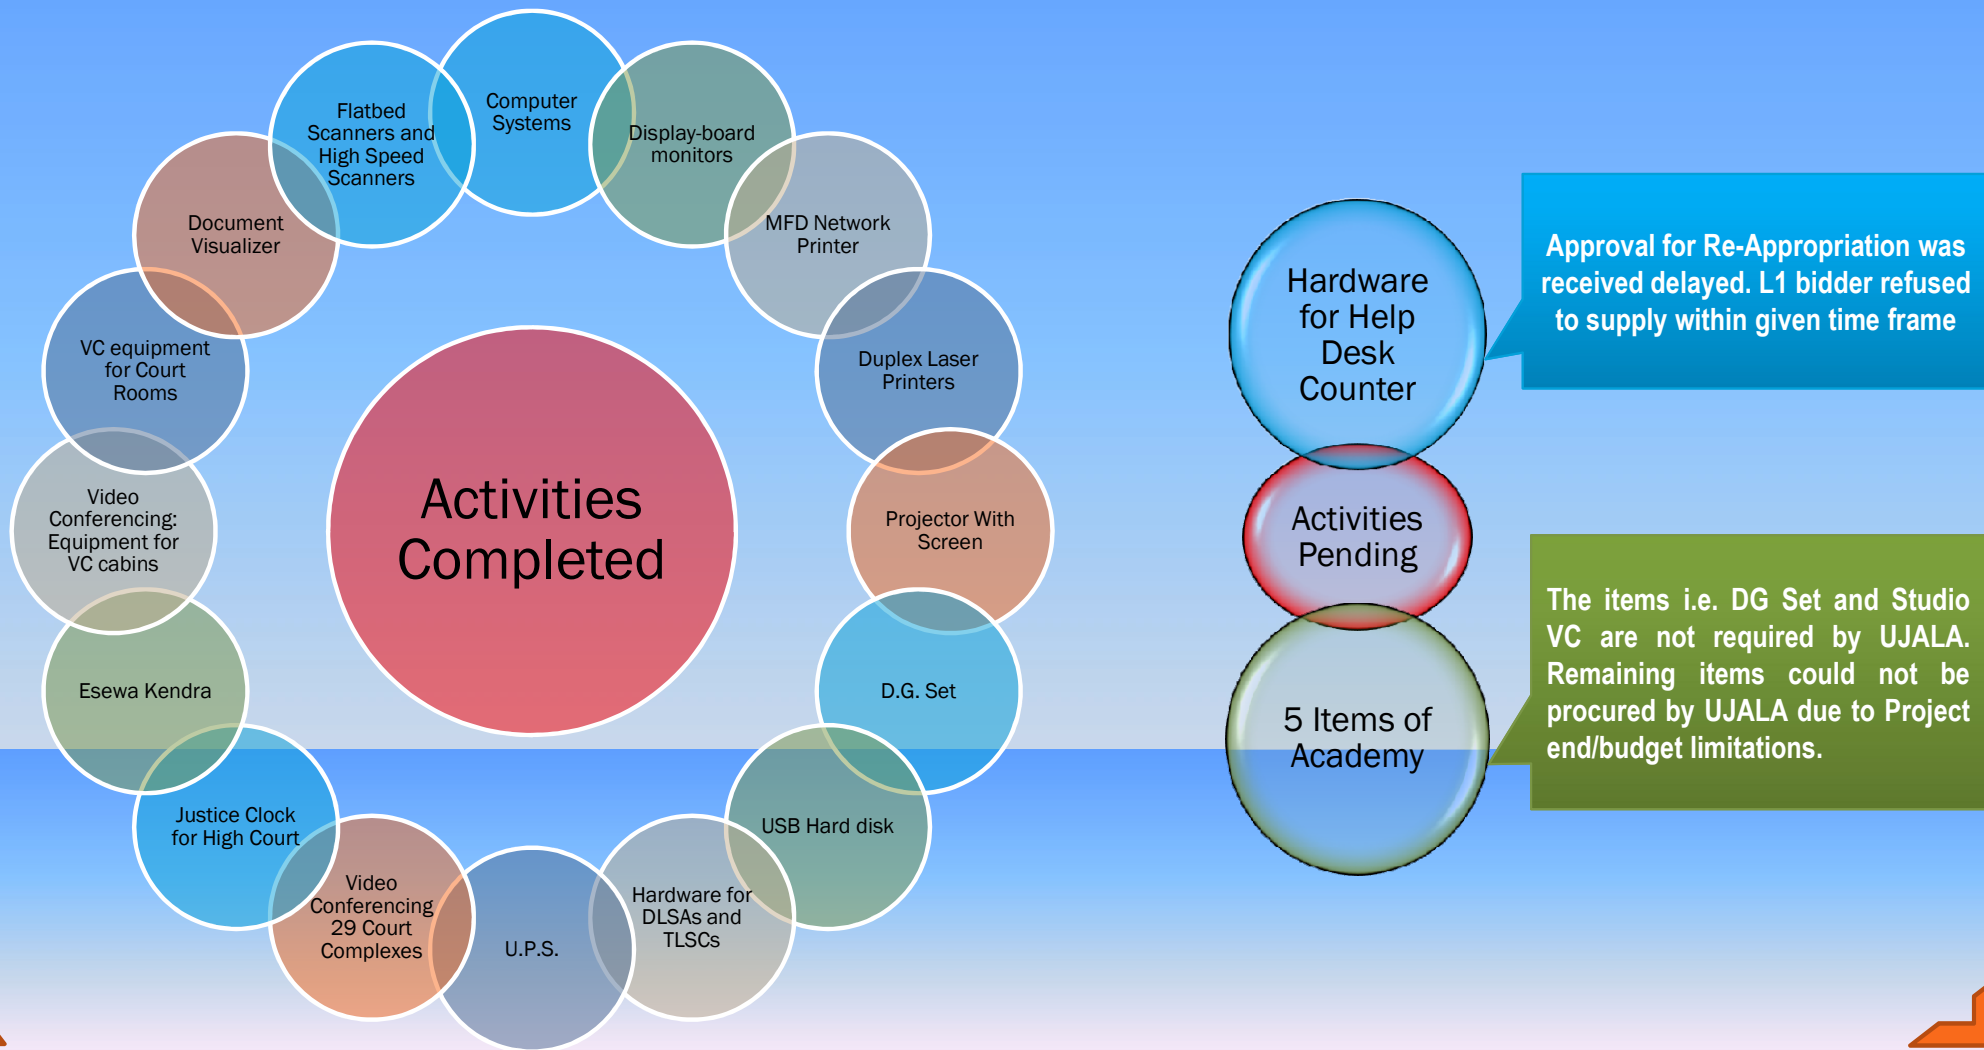 Computer
Systems
Display-board
monitors
MFD Network
Printer
Duplex Laser
Printers
Projector With
Screen
D.G. Set
USB Hard disk
Hardware for
DLSAs and
TLSCs
U.P.S.
Video
Conferencing
29 Court
Complexes
Justice Clock
for High Court
Esewa Kendra
Video
Conferencing:
Equipment for
VC cabins
VC equipment
for Court
Rooms
Document
Visualizer
Flatbed
Scanners and
High Speed
Scanners
Activities
Completed
Hardware
for Help
Desk
Counter
Activities
Pending
5 Items of
Academy
Approval for Re-Appropriation was
received delayed. L1 bidder refused
to supply within given time frame
The items i.e. DG Set and Studio
VC are not required by UJALA.
Remaining items could not be
procured by UJALA due to Project
end/budget limitations.